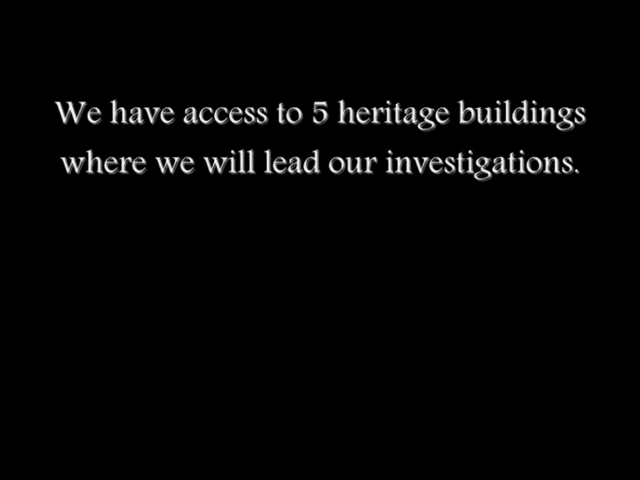 We have access to 5 heritage buildings
where we will lead our investigations.